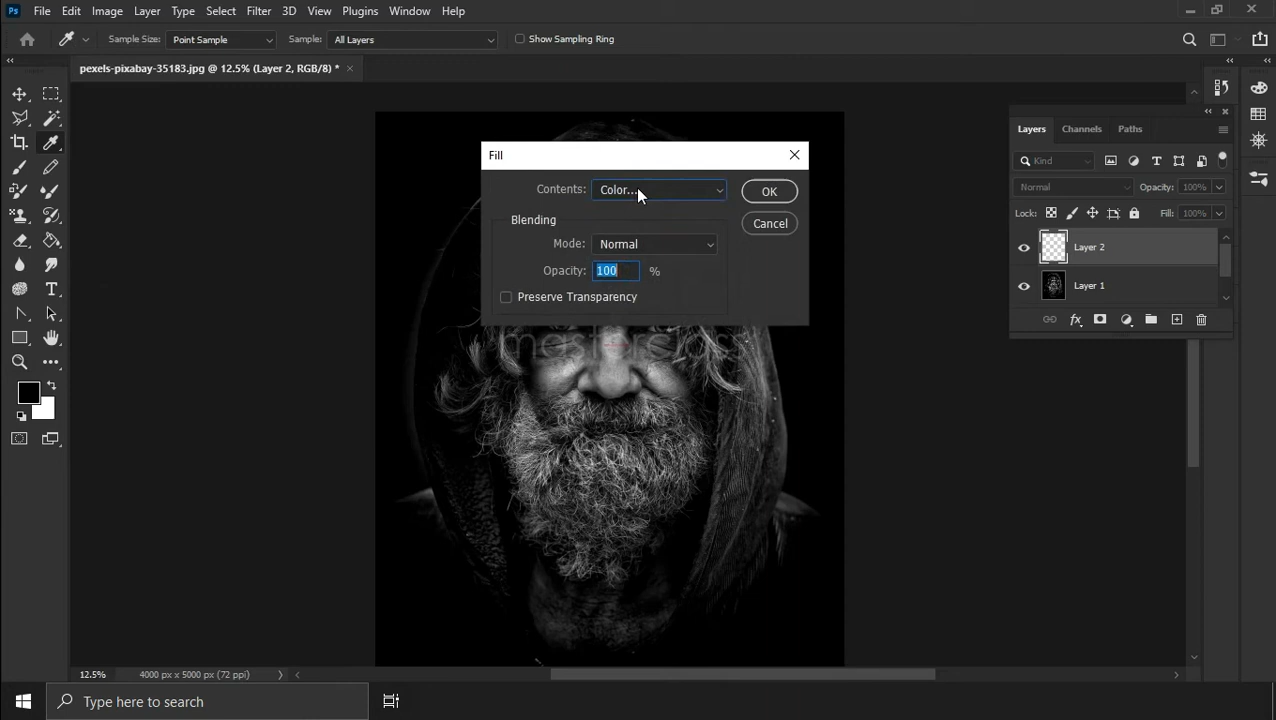 Ps File Edit Image Layer Type Select Filter 3D View Plugins Window Help
Sample Size: Point Sample Sample: All Layers Show Sampling Ring
pexels-pixabay-35183.jpg @ 12.5% (Layer 2, RGB/8) *
Fill
Contents: Color...
OK
Blending
Cancel
Mode: Normal
Opacity: 100 %
Preserve Transparency
masterclass
Layers Channels Paths
Kind
Normal Opacity: 100%
Lock: Fill: 100%
Layer 2
Layer 1
fx
12.5% 4000 px x 5000 px (72 ppi)
Type here to search